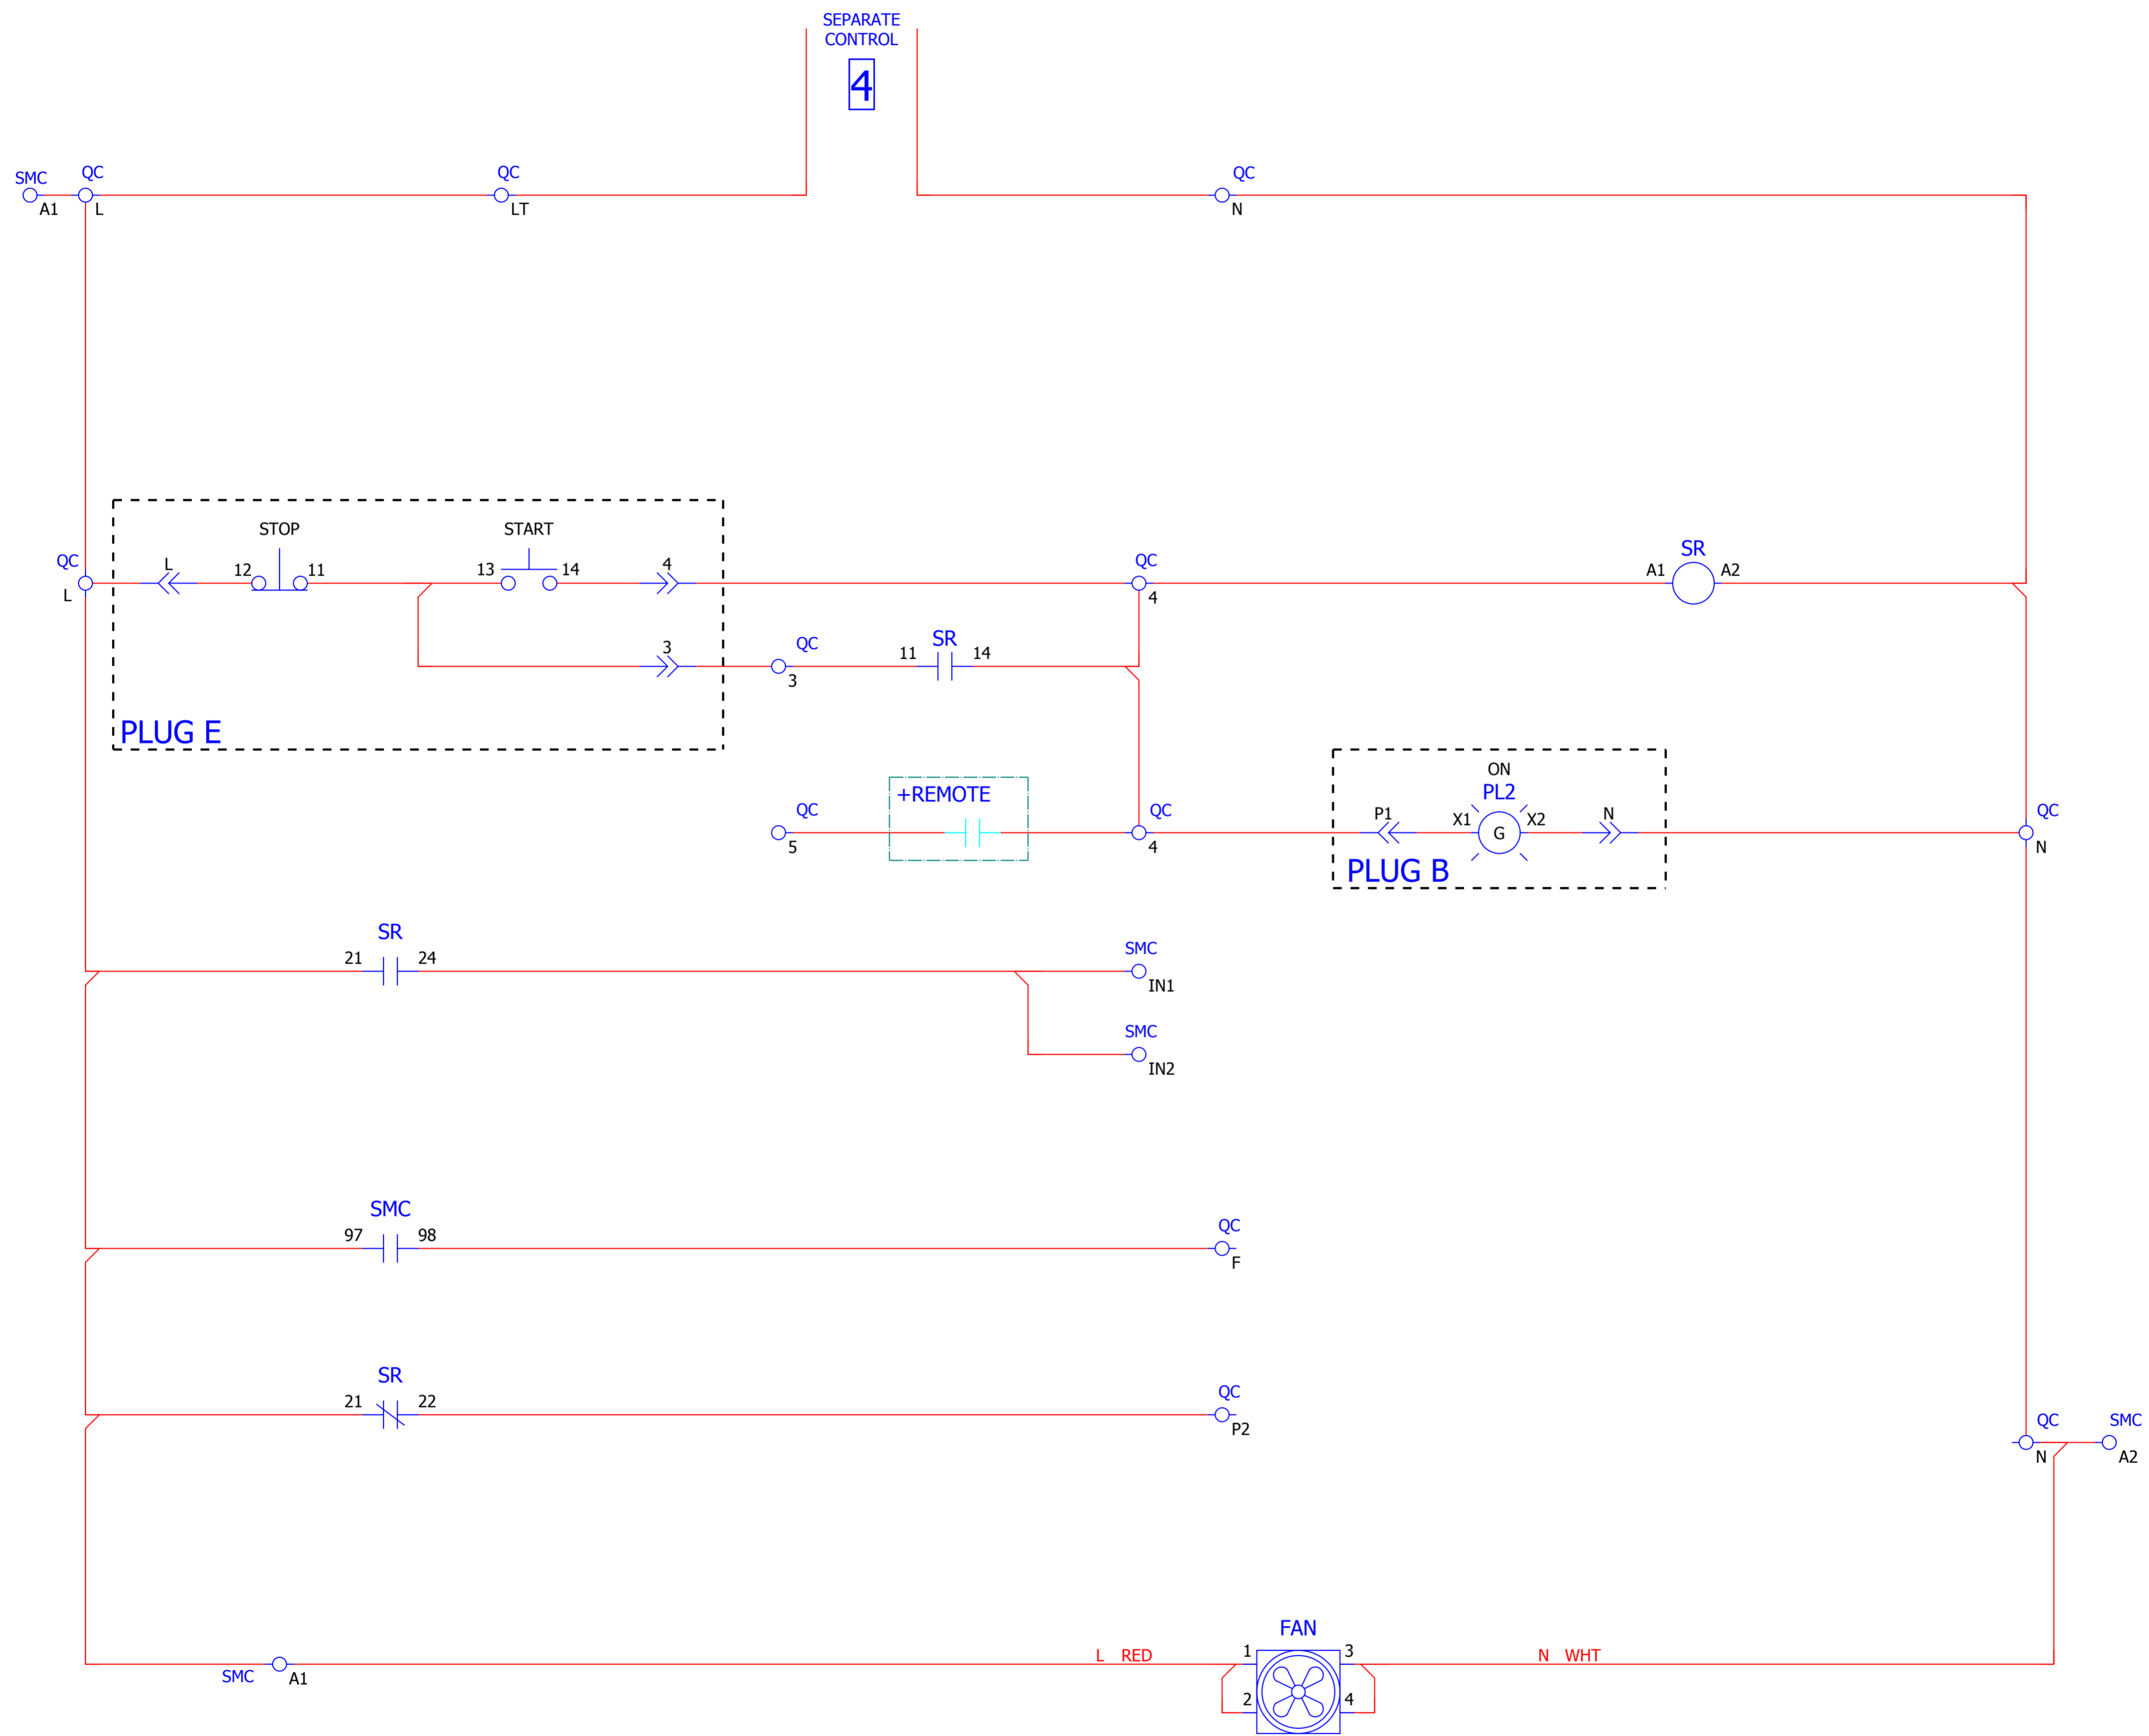 SEPARATE
CONTROL
4
SMC
A1
QC
L
QC
LT
QC
N
QC
L
L
STOP
12
11
START
13
14
4
QC
4
SR
A1
A2
3
QC
3
SR
11
14
PLUG E
QC
5
+REMOTE
QC
4
ON
PL2
P1
X1
G
X2
N
PLUG B
QC
N
SR
21
24
SMC
IN1
SMC
IN2
SMC
97
98
QC
F
SR
21
22
QC
P2
QC
N
SMC
A2
SMC
A1
L RED
FAN
1
2
3
4
N WHT